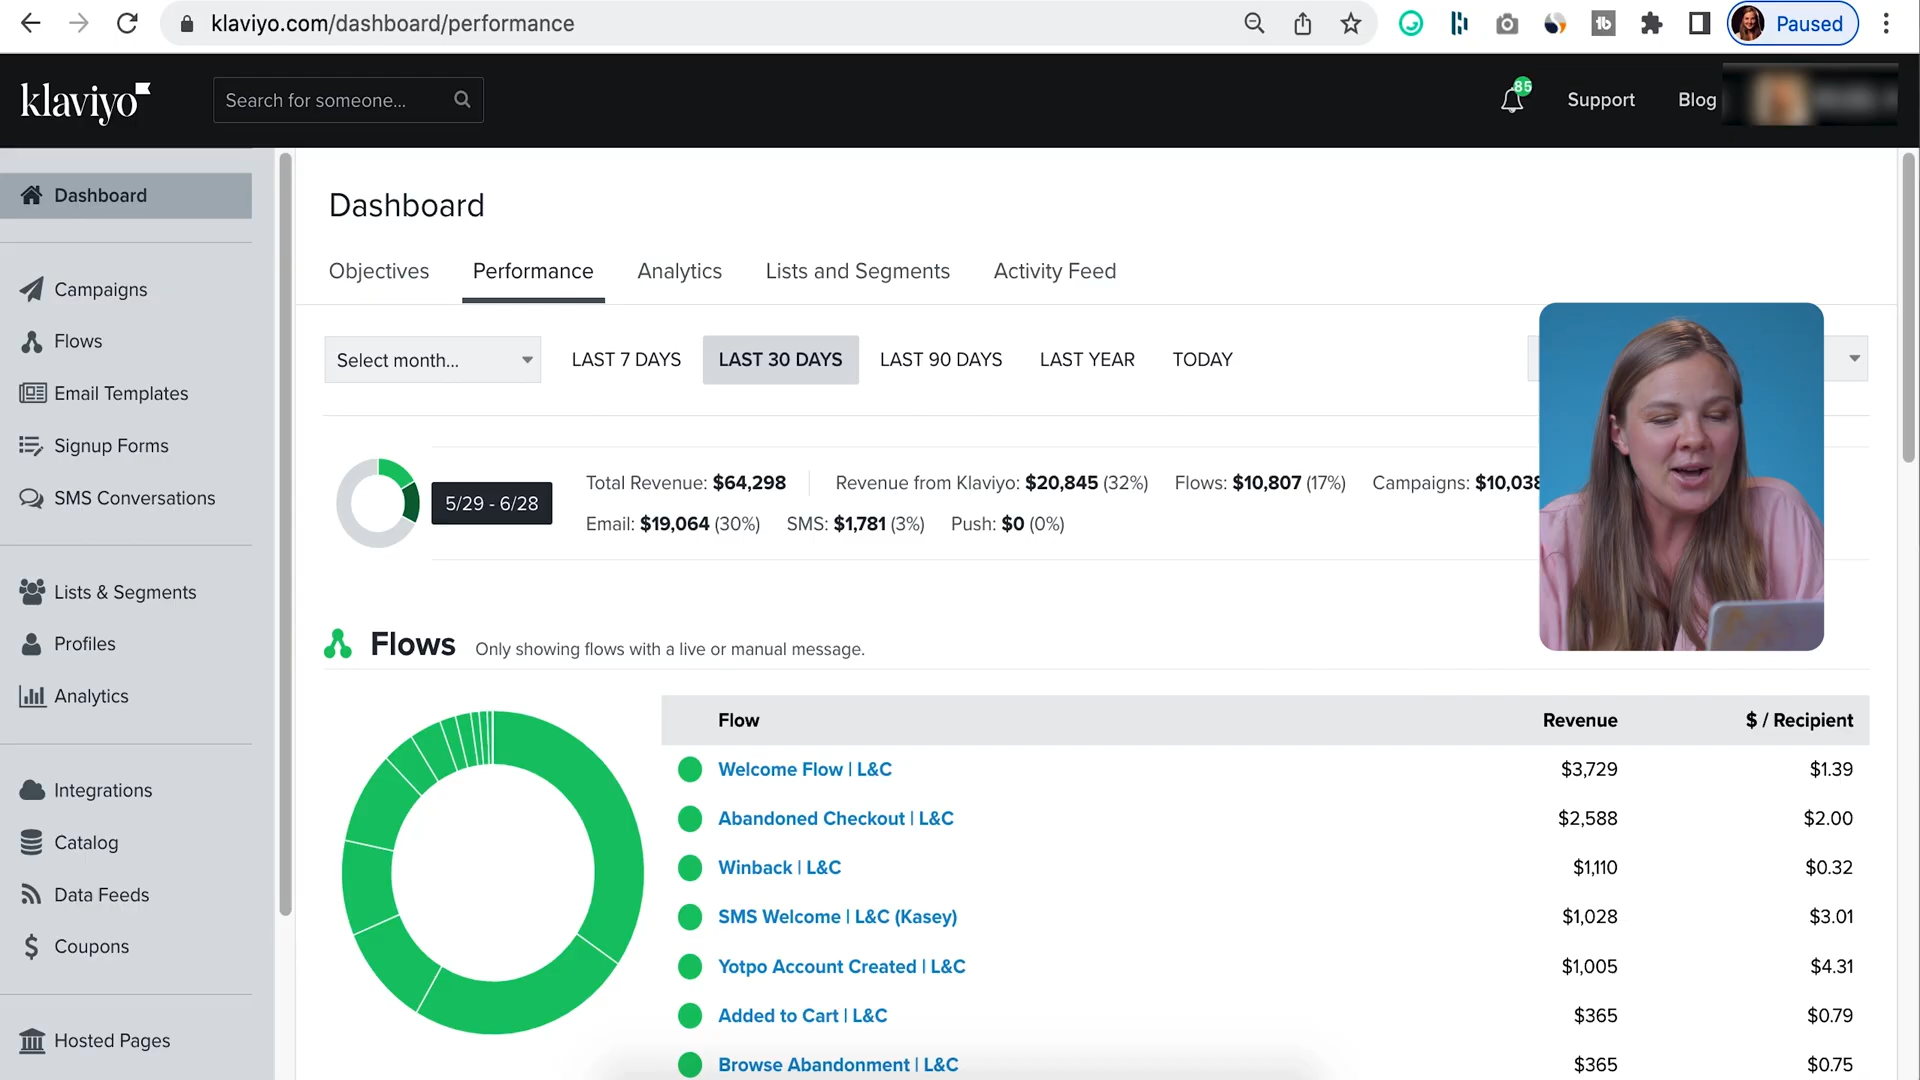 klaviyo.com/dashboard/performance
Paused
klaviyo
Search for someone...
85
Support
Blog
Dashboard
Campaigns
Flows
Email Templates
Signup Forms
SMS Conversations
Lists & Segments
Profiles
Analytics
Integrations
Catalog
Data Feeds
Coupons
Hosted Pages
Dashboard
Objectives Performance Analytics Lists and Segments Activity Feed
Select month... LAST 7 DAYS LAST 30 DAYS LAST 90 DAYS LAST YEAR TODAY
5/29 - 6/28
Total Revenue: $64,298 Revenue from Klaviyo: $20,845 (32%) Flows: $10,807 (17%) Campaigns: $10,038
Email: $19,064 (30%) SMS: $1,781 (3%) Push: $0 (0%)
Flows Only showing flows with a live or manual message.
Flow Revenue $ / Recipient
Welcome Flow | L&C $3,729 $1.39
Abandoned Checkout | L&C $2,588 $2.00
Winback | L&C $1,110 $0.32
SMS Welcome | L&C (Kasey) $1,028 $3.01
Yotpo Account Created | L&C $1,005 $4.31
Added to Cart | L&C $365 $0.79
Browse Abandonment | L&C $365 $0.75